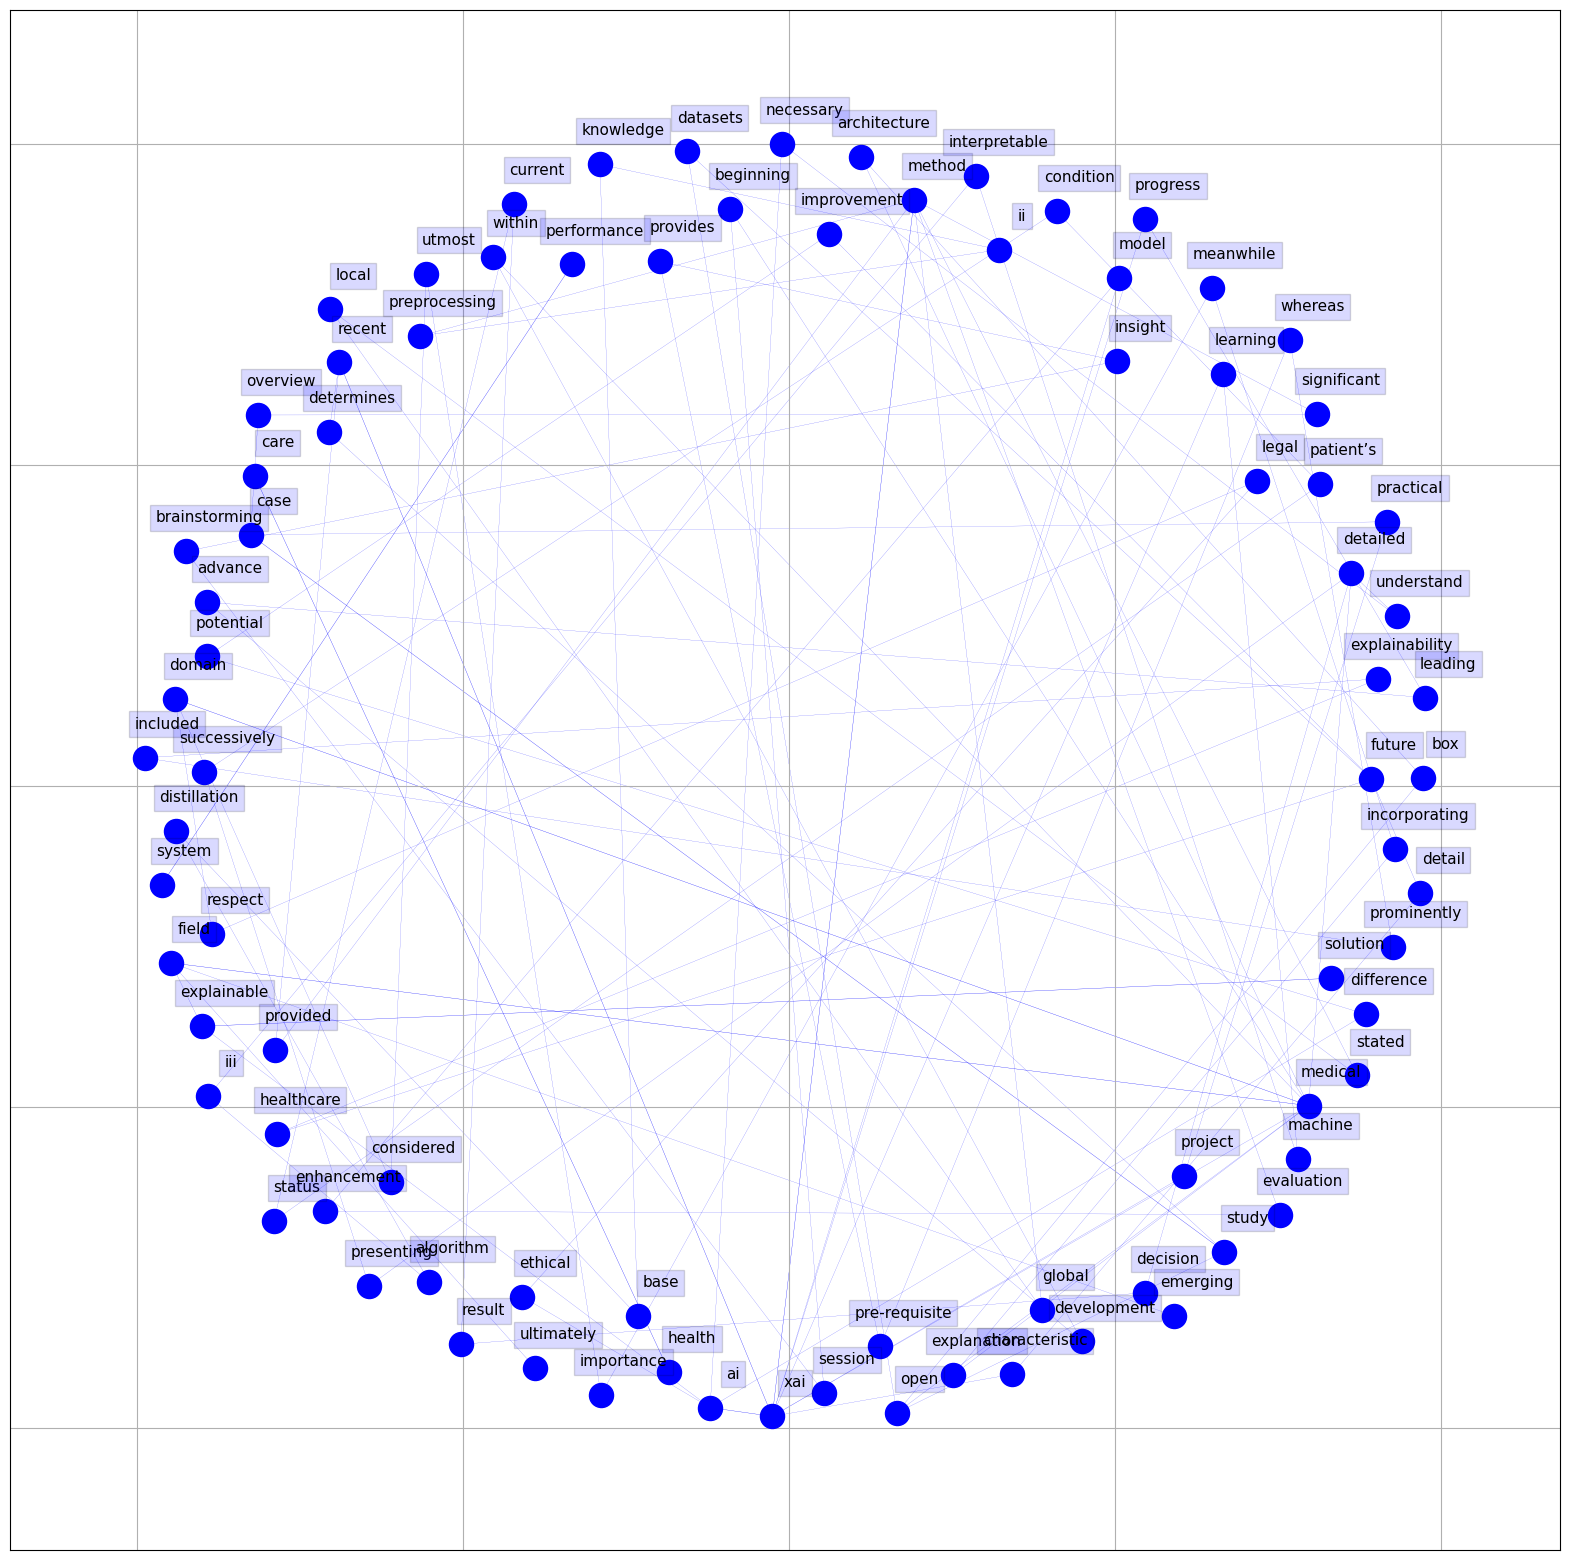 necessary
datasets
architecture
knowledge
interpretable
method
current
beginning
condition
progress
improvement
ii
within
provides
performance
utmost
model
meanwhile
local
preprocessing
whereas
recent
insight
learning
overview
significant
determines
care
legal
patient’s
practical
case
brainstorming
detailed
advance
understand
potential
explainability
domain
leading
included
successively
future
box
distillation
incorporating
system
detail
respect
prominently
field
solution
difference
explainable
provided
stated
iii
medical
healthcare
machine
project
considered
enhancement
evaluation
status
study
presenting
algorithm
decision
ethical
global
emerging
base
result
development
pre-requisite
ultimately
health
explanation
characteristic
importance
session
ai
xai
open